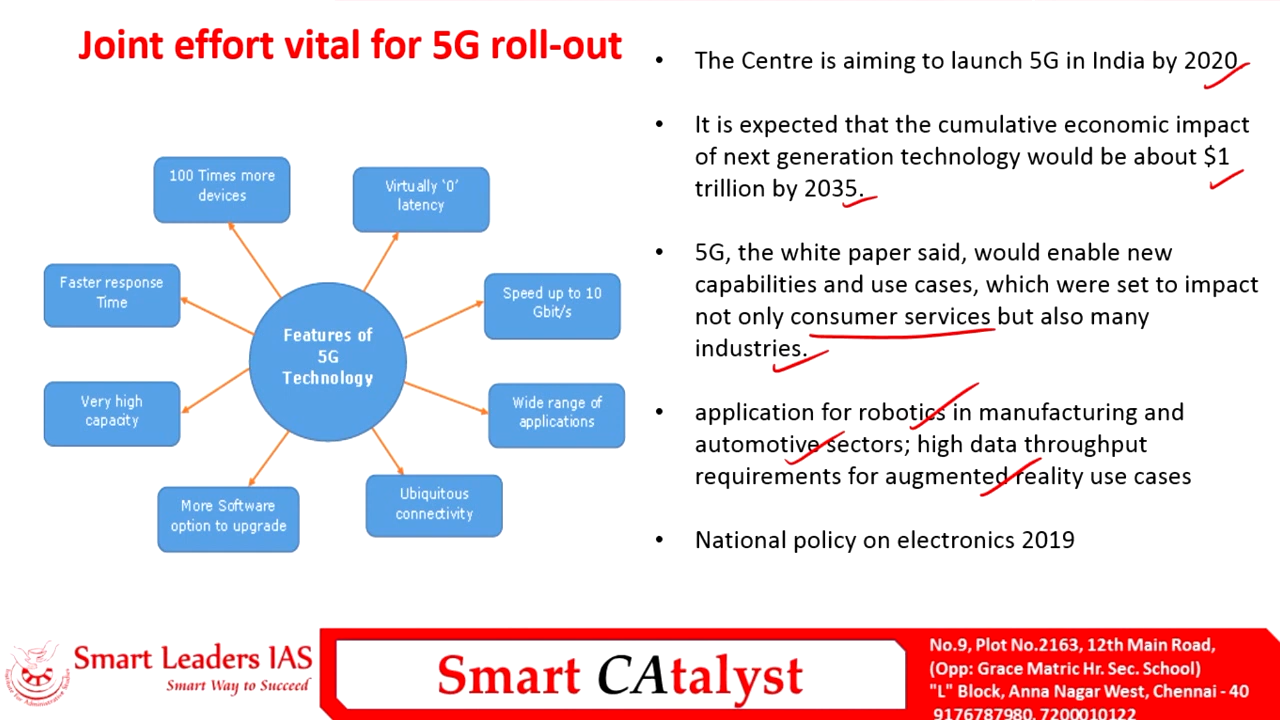 Joint effort vital for 5G roll-out
100 Times more
devices
Virtually ‘0’
latency
Faster response
Time
Speed up to 10
Gbit/s
Features of
5G
Technology
Very high
capacity
Wide range of
applications
More Software
option to upgrade
Ubiquitous
connectivity
• The Centre is aiming to launch 5G in India by 2020
• It is expected that the cumulative economic impact
of next generation technology would be about $1
trillion by 2035.
• 5G, the white paper said, would enable new
capabilities and use cases, which were set to impact
not only consumer services but also many
industries.
• application for robotics in manufacturing and
automotive sectors; high data throughput
requirements for augmented reality use cases
• National policy on electronics 2019
Smart Leaders IAS
Smart Way to Succeed
Smart CAtalyst
No.9, Plot No.2163, 12th Main Road,
(Opp: Grace Matric Hr. Sec. School)
"L" Block, Anna Nagar West, Chennai - 40
9176787980, 7200010122